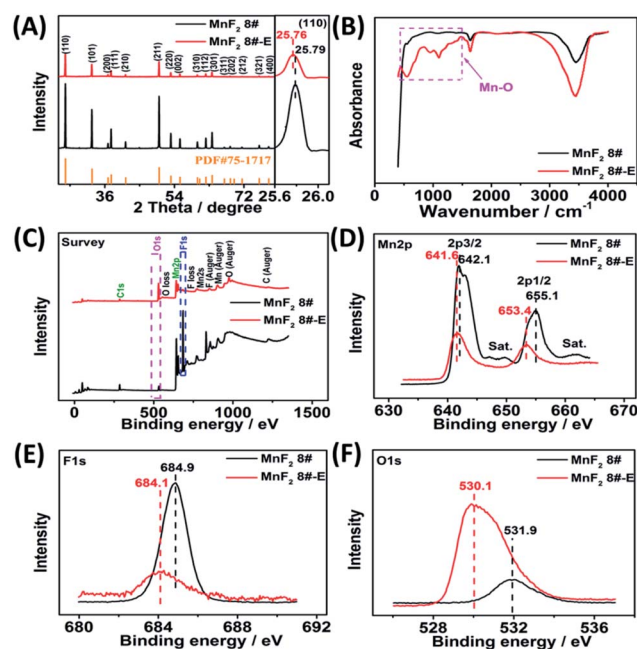 (A)
MnF2 8#
MnF2 8#-E
(110)
25.76
25.79
(110)
(101)
(200)
(111)
(210)
(211)
(220)
(002)
(310)
(112)
(301)
(311)
(202)
(212)
(321)
(400)
PDF#75-1717
Intensity
36 54 72 25.6 26.0
2 Theta / degree
(B)
Absorbance
Mn-O
MnF2 8#
MnF2 8#-E
0 1000 2000 3000 4000
Wavenumber / cm-1
(C)
Survey
O1s
Mn2p
F1s
C1s
O loss
F loss
Mn2s
F (Auger)
Mn (Auger)
O (Auger)
C (Auger)
MnF2 8#
MnF2 8#-E
Intensity
0 500 1000 1500
Binding energy / eV
(D)
Mn2p
2p3/2
641.6
642.1
2p1/2
653.4
655.1
Sat.
Sat.
MnF2 8#
MnF2 8#-E
Intensity
630 640 650 660 670
Binding energy / eV
(E)
F1s
684.9
684.1
MnF2 8#
MnF2 8#-E
Intensity
680 684 688 692
Binding energy / eV
(F)
O1s
530.1
531.9
MnF2 8#
MnF2 8#-E
Intensity
528 532 536
Binding energy / eV